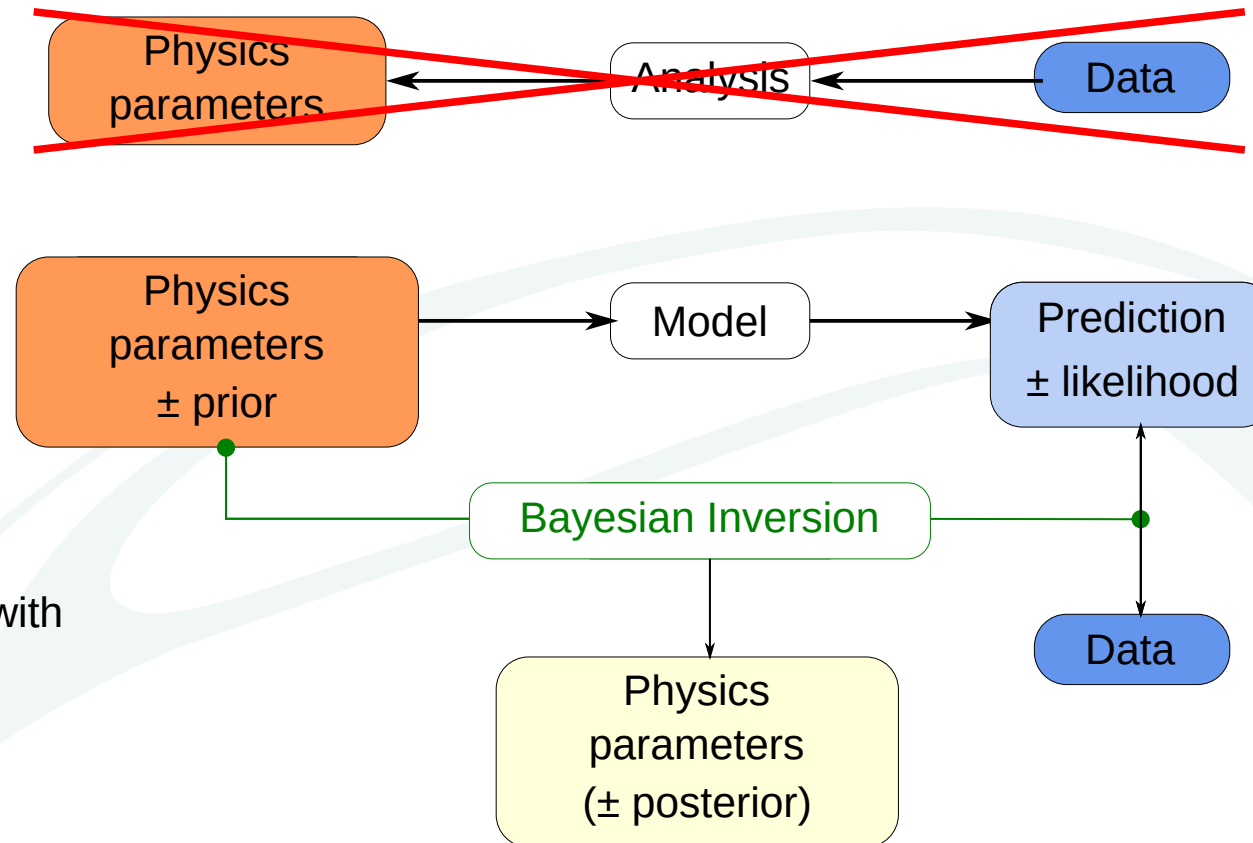 Physics
parameters
Analysis
Data
Physics
parameters
± prior
Model
Prediction
± likelihood
Bayesian Inversion
with
Data
Physics
parameters
(± posterior)